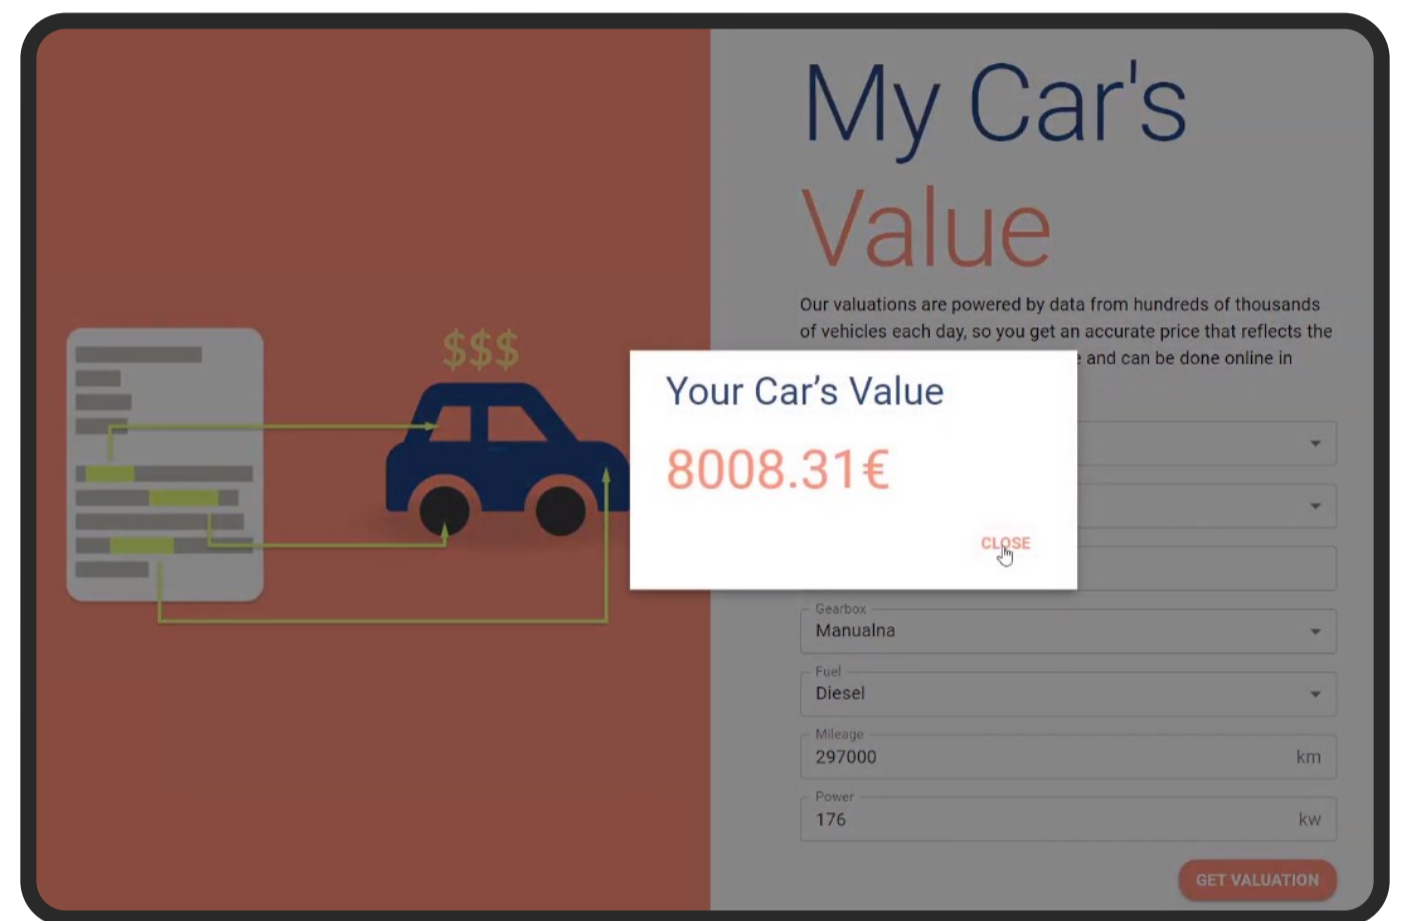 My Car's
Value
Our valuations are powered by data from hundreds of thousands
of vehicles each day, so you get an accurate price that reflects the
and can be done online in
$$$
Your Car’s Value
8008.31€
CLOSE
Gearbox
Manualna
Fuel
Diesel
Mileage
297000 km
Power
176 kw
GET VALUATION